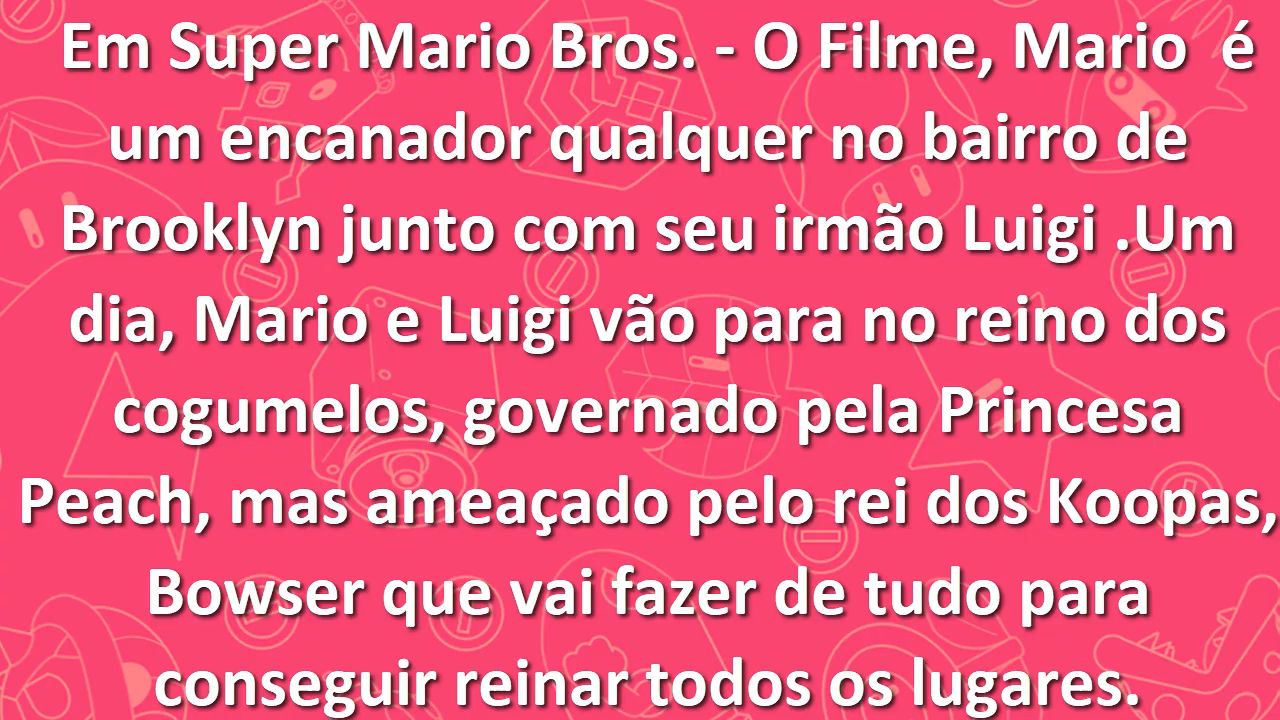 Em Super Mario Bros. - O Filme, Mario  é
um encanador qualquer no bairro de
Brooklyn junto com seu irmão Luigi .Um
dia, Mario e Luigi vão para no reino dos
cogumelos, governado pela Princesa
Peach, mas ameaçado pelo rei dos Koopas,
Bowser que vai fazer de tudo para
conseguir reinar todos os lugares.